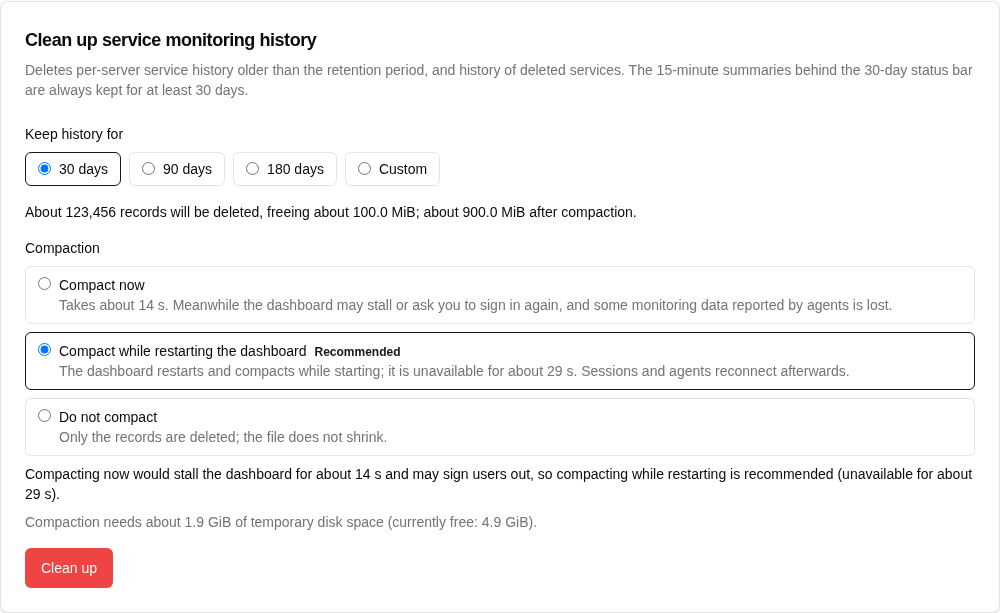 Clean up service monitoring history
Deletes per-server service history older than the retention period, and history of deleted services. The 15-minute summaries behind the 30-day status bar
are always kept for at least 30 days.
Keep history for
30 days
90 days
180 days
Custom
About 123,456 records will be deleted, freeing about 100.0 MiB; about 900.0 MiB after compaction.
Compaction
Compact now
Takes about 14 s. Meanwhile the dashboard may stall or ask you to sign in again, and some monitoring data reported by agents is lost.
Compact while restarting the dashboard Recommended
The dashboard restarts and compacts while starting; it is unavailable for about 29 s. Sessions and agents reconnect afterwards.
Do not compact
Only the records are deleted; the file does not shrink.
Compacting now would stall the dashboard for about 14 s and may sign users out, so compacting while restarting is recommended (unavailable for about
29 s).
Compaction needs about 1.9 GiB of temporary disk space (currently free: 4.9 GiB).
Clean up